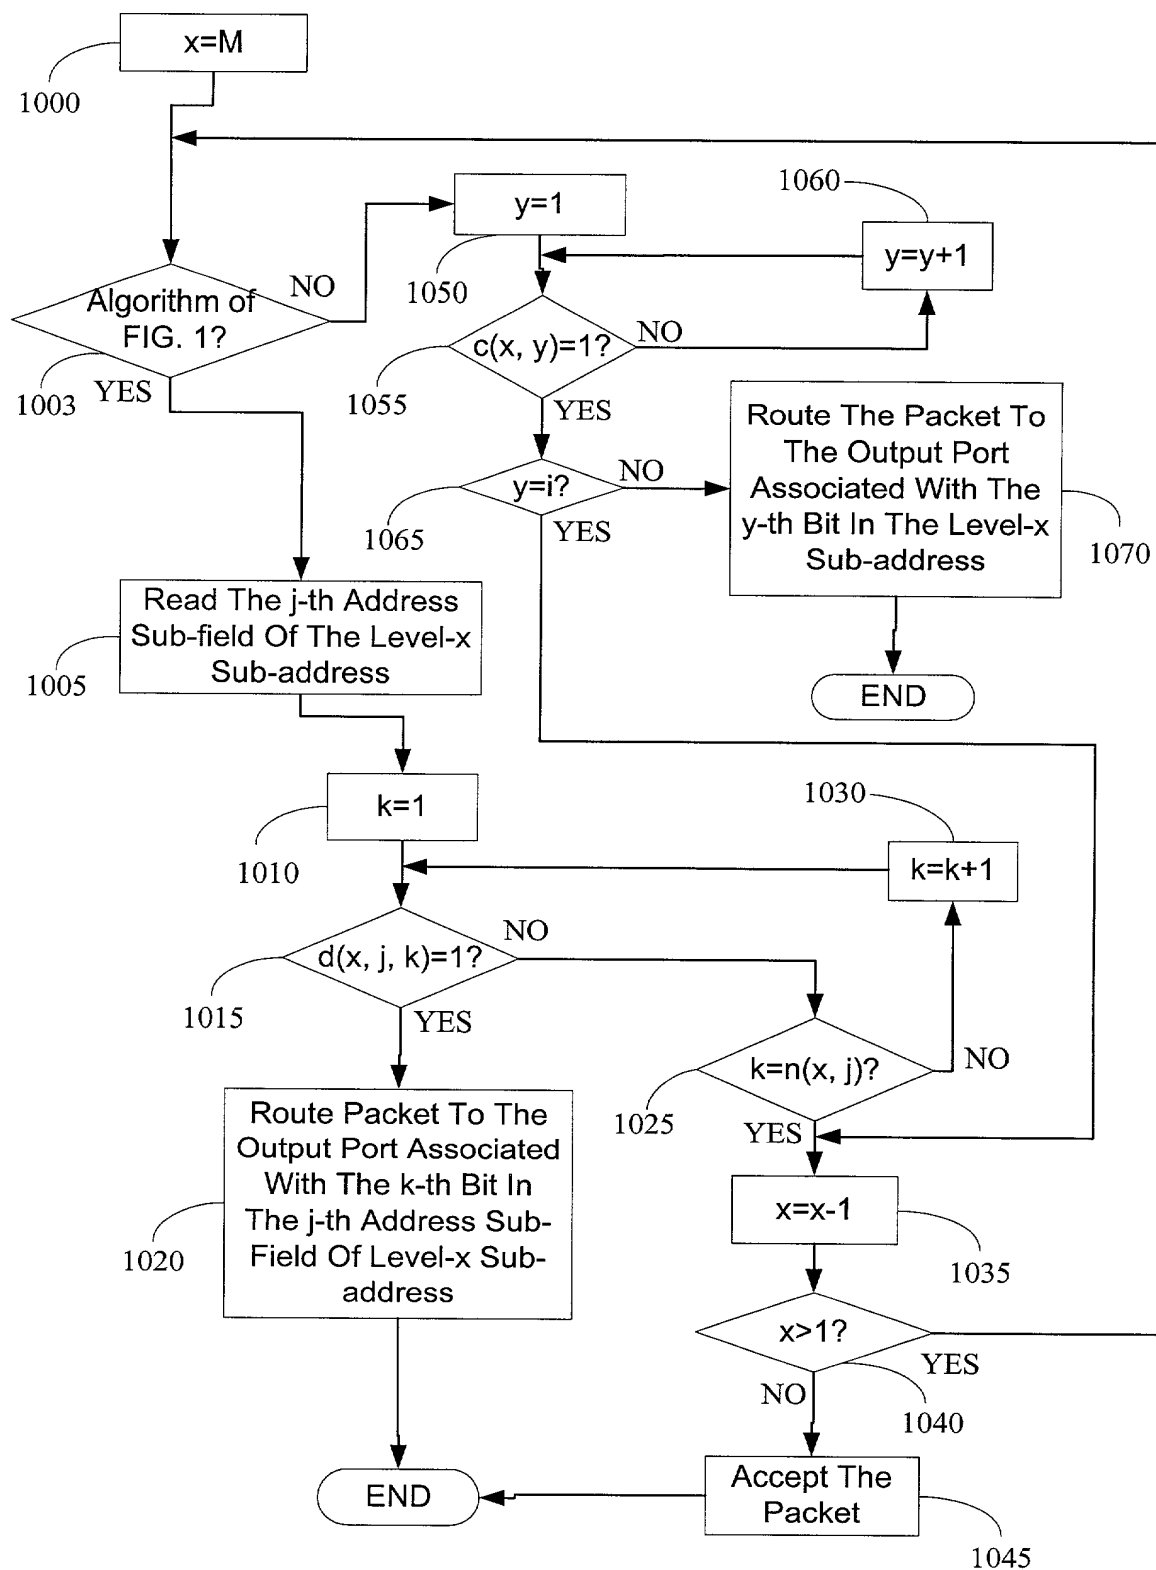 x=M
1000
1060
y=1
y=y+1
NO
1050
Algorithm of
FIG. 1?
NO
c(x, y)=1?
1003
YES
1055
YES
Route The Packet To
The Output Port
Associated With The
y-th Bit In The Level-x
Sub-address
NO
y=i?
YES
1065
1070
Read The j-th Address
Sub-field Of The Level-x
Sub-address
1005
END
k=1
1030
1010
k=k+1
NO
d(x, j, k)=1?
1015
YES
k=n(x, j)?
NO
1025
YES
Route Packet To The
Output Port Associated
With The k-th Bit In
The j-th Address Sub-
Field Of Level-x Sub-
address
1020
x=x-1
1035
x>1?
YES
NO
1040
Accept The
Packet
END
1045